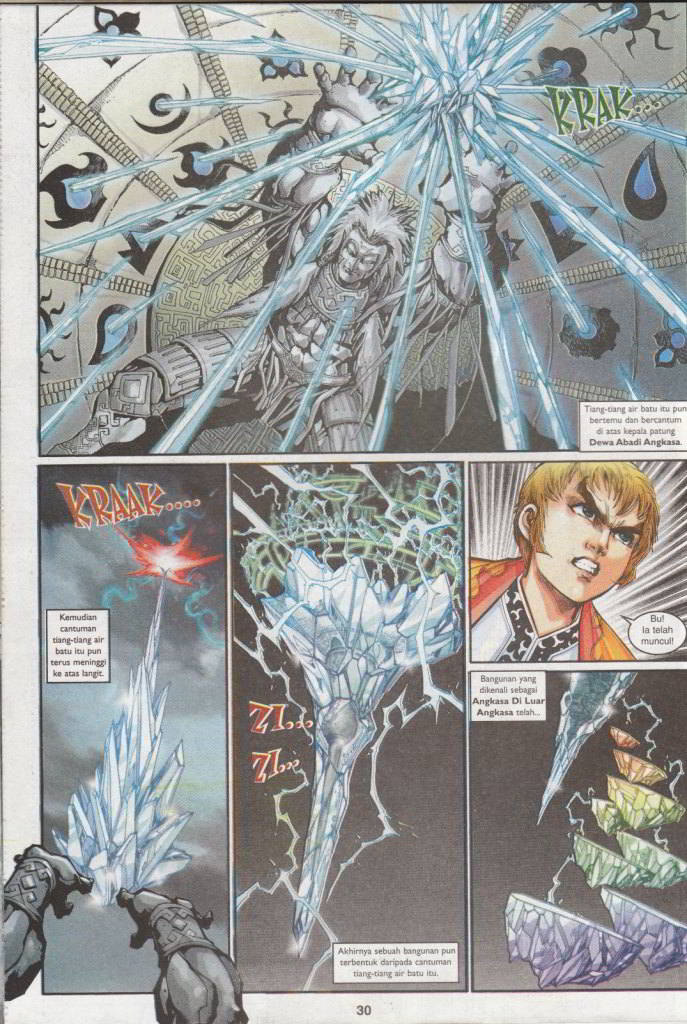 KRAK...
Tiang-tiang air batu itu pun
bertemu dan bercantum
di atas kepala patung
Dewa Abadi Angkasa.
KRAAK....
Kemudian
cantuman
tiang-tiang air
batu itu pun
terus meninggi
ke atas langit.
ZI...
ZI...
Akhirnya sebuah bangunan pun
terbentuk daripada cantuman
tiang-tiang air batu itu.
Bu!
Ia telah
muncul!
Bangunan yang
dikenali sebagai
Angkasa Di Luar
Angkasa telah...
30